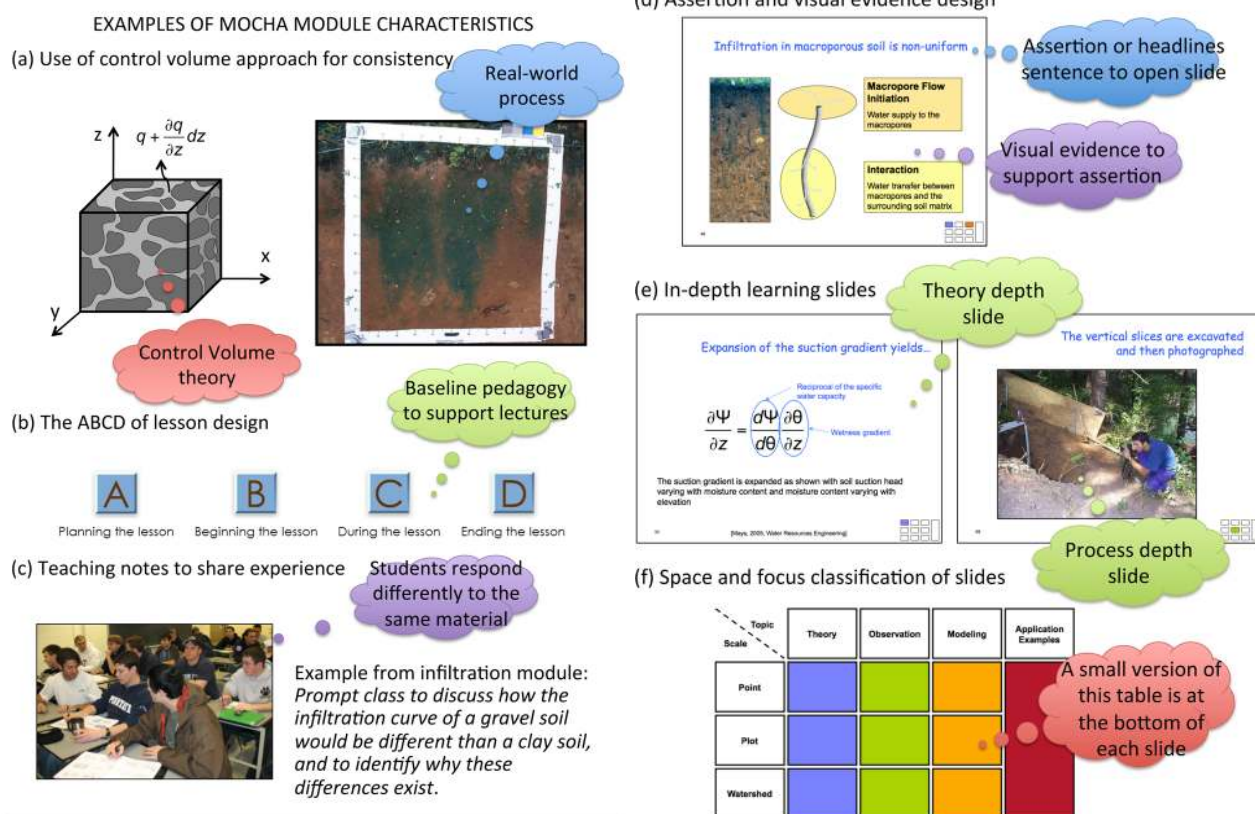 EXAMPLES OF MOCHA MODULE CHARACTERISTICS
(a) Use of control volume approach for consistency
Real-world
process
z
q + ∂q/∂z dz
x
y
Control Volume
theory
Baseline pedagogy
to support lectures
(b) The ABCD of lesson design
A B C D
Planning the lesson Beginning the lesson During the lesson Ending the lesson
(c) Teaching notes to share experience
Students respond
differently to the
same material
Example from infiltration module:
Prompt class to discuss how the
infiltration curve of a gravel soil
would be different than a clay soil,
and to identify why these
differences exist.
(d) Assertion and visual evidence design
Infiltration in macroporous soil is non-uniform
Assertion or headlines
sentence to open slide
Macropore Flow
Initiation
Water supply to the
macropores
Visual evidence to
support assertion
Interaction
Water transfer between
macropores and the
surrounding soil matrix
(e) In-depth learning slides
Theory depth
slide
Expansion of the suction gradient yields…
Reciprocal of the specific
water capacity
∂Ψ/∂z = dΨ/dθ ∂θ/∂z
Wetness gradient
The suction gradient is expanded as shown with soil suction head
varying with moisture content and moisture content varying with
elevation
[Mays, 2005, Water Resources Engineering]
The vertical slices are excavated
and then photographed
Process depth
slide
(f) Space and focus classification of slides
Topic
Scale
Theory Observation Modeling Application
Examples
Point
Plot
Watershed
A small version of
this table is at
the bottom of
each slide